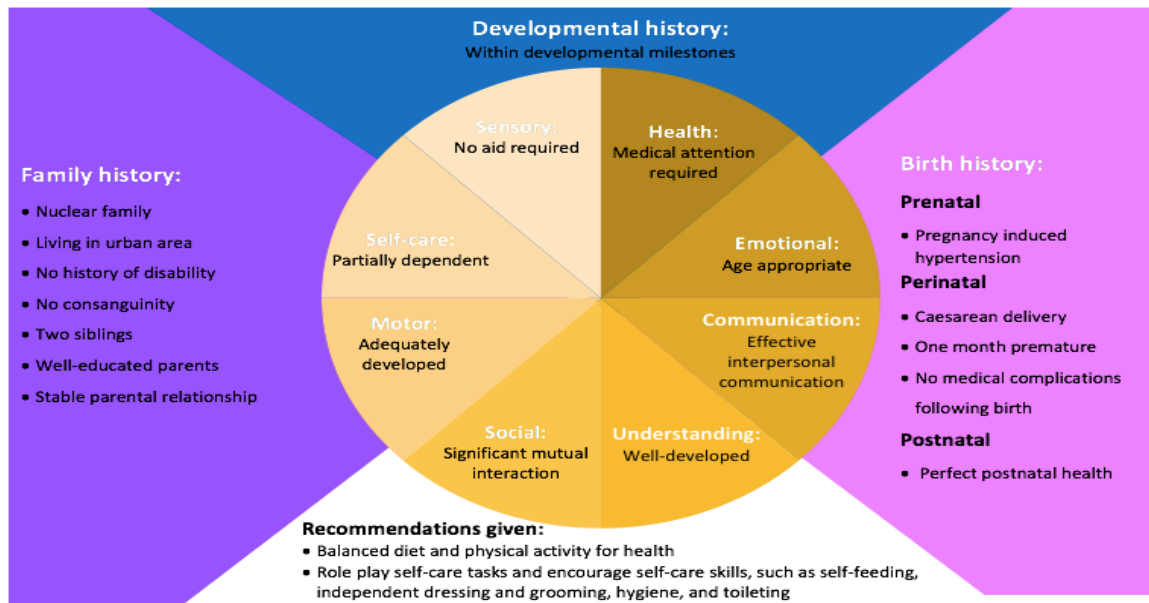 Developmental history:
Within developmental milestones
Sensory:
No aid required
Health:
Medical attention
required
Family history:
• Nuclear family
• Living in urban area
• No history of disability
• No consanguinity
• Two siblings
• Well-educated parents
• Stable parental relationship
Self-care:
Partially dependent
Emotional:
Age appropriate
Motor:
Adequately
developed
Communication:
Effective
interpersonal
communication
Social:
Significant mutual
interaction
Understanding:
Well-developed
Birth history:
Prenatal
• Pregnancy induced
hypertension
Perinatal
• Caesarean delivery
• One month premature
• No medical complications
following birth
Postnatal
• Perfect postnatal health
Recommendations given:
• Balanced diet and physical activity for health
• Role play self-care tasks and encourage self-care skills, such as self-feeding,
independent dressing and grooming, hygiene, and toileting